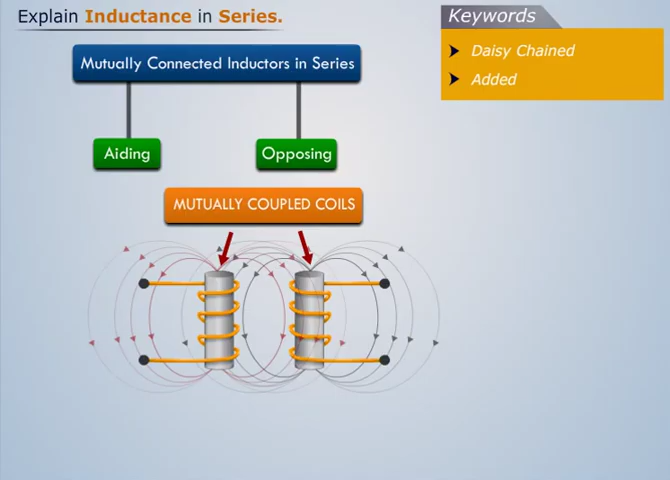 Explain Inductance in Series.
Keywords
Daisy Chained
Added
Mutually Connected Inductors in Series
Aiding
Opposing
MUTUALLY COUPLED COILS